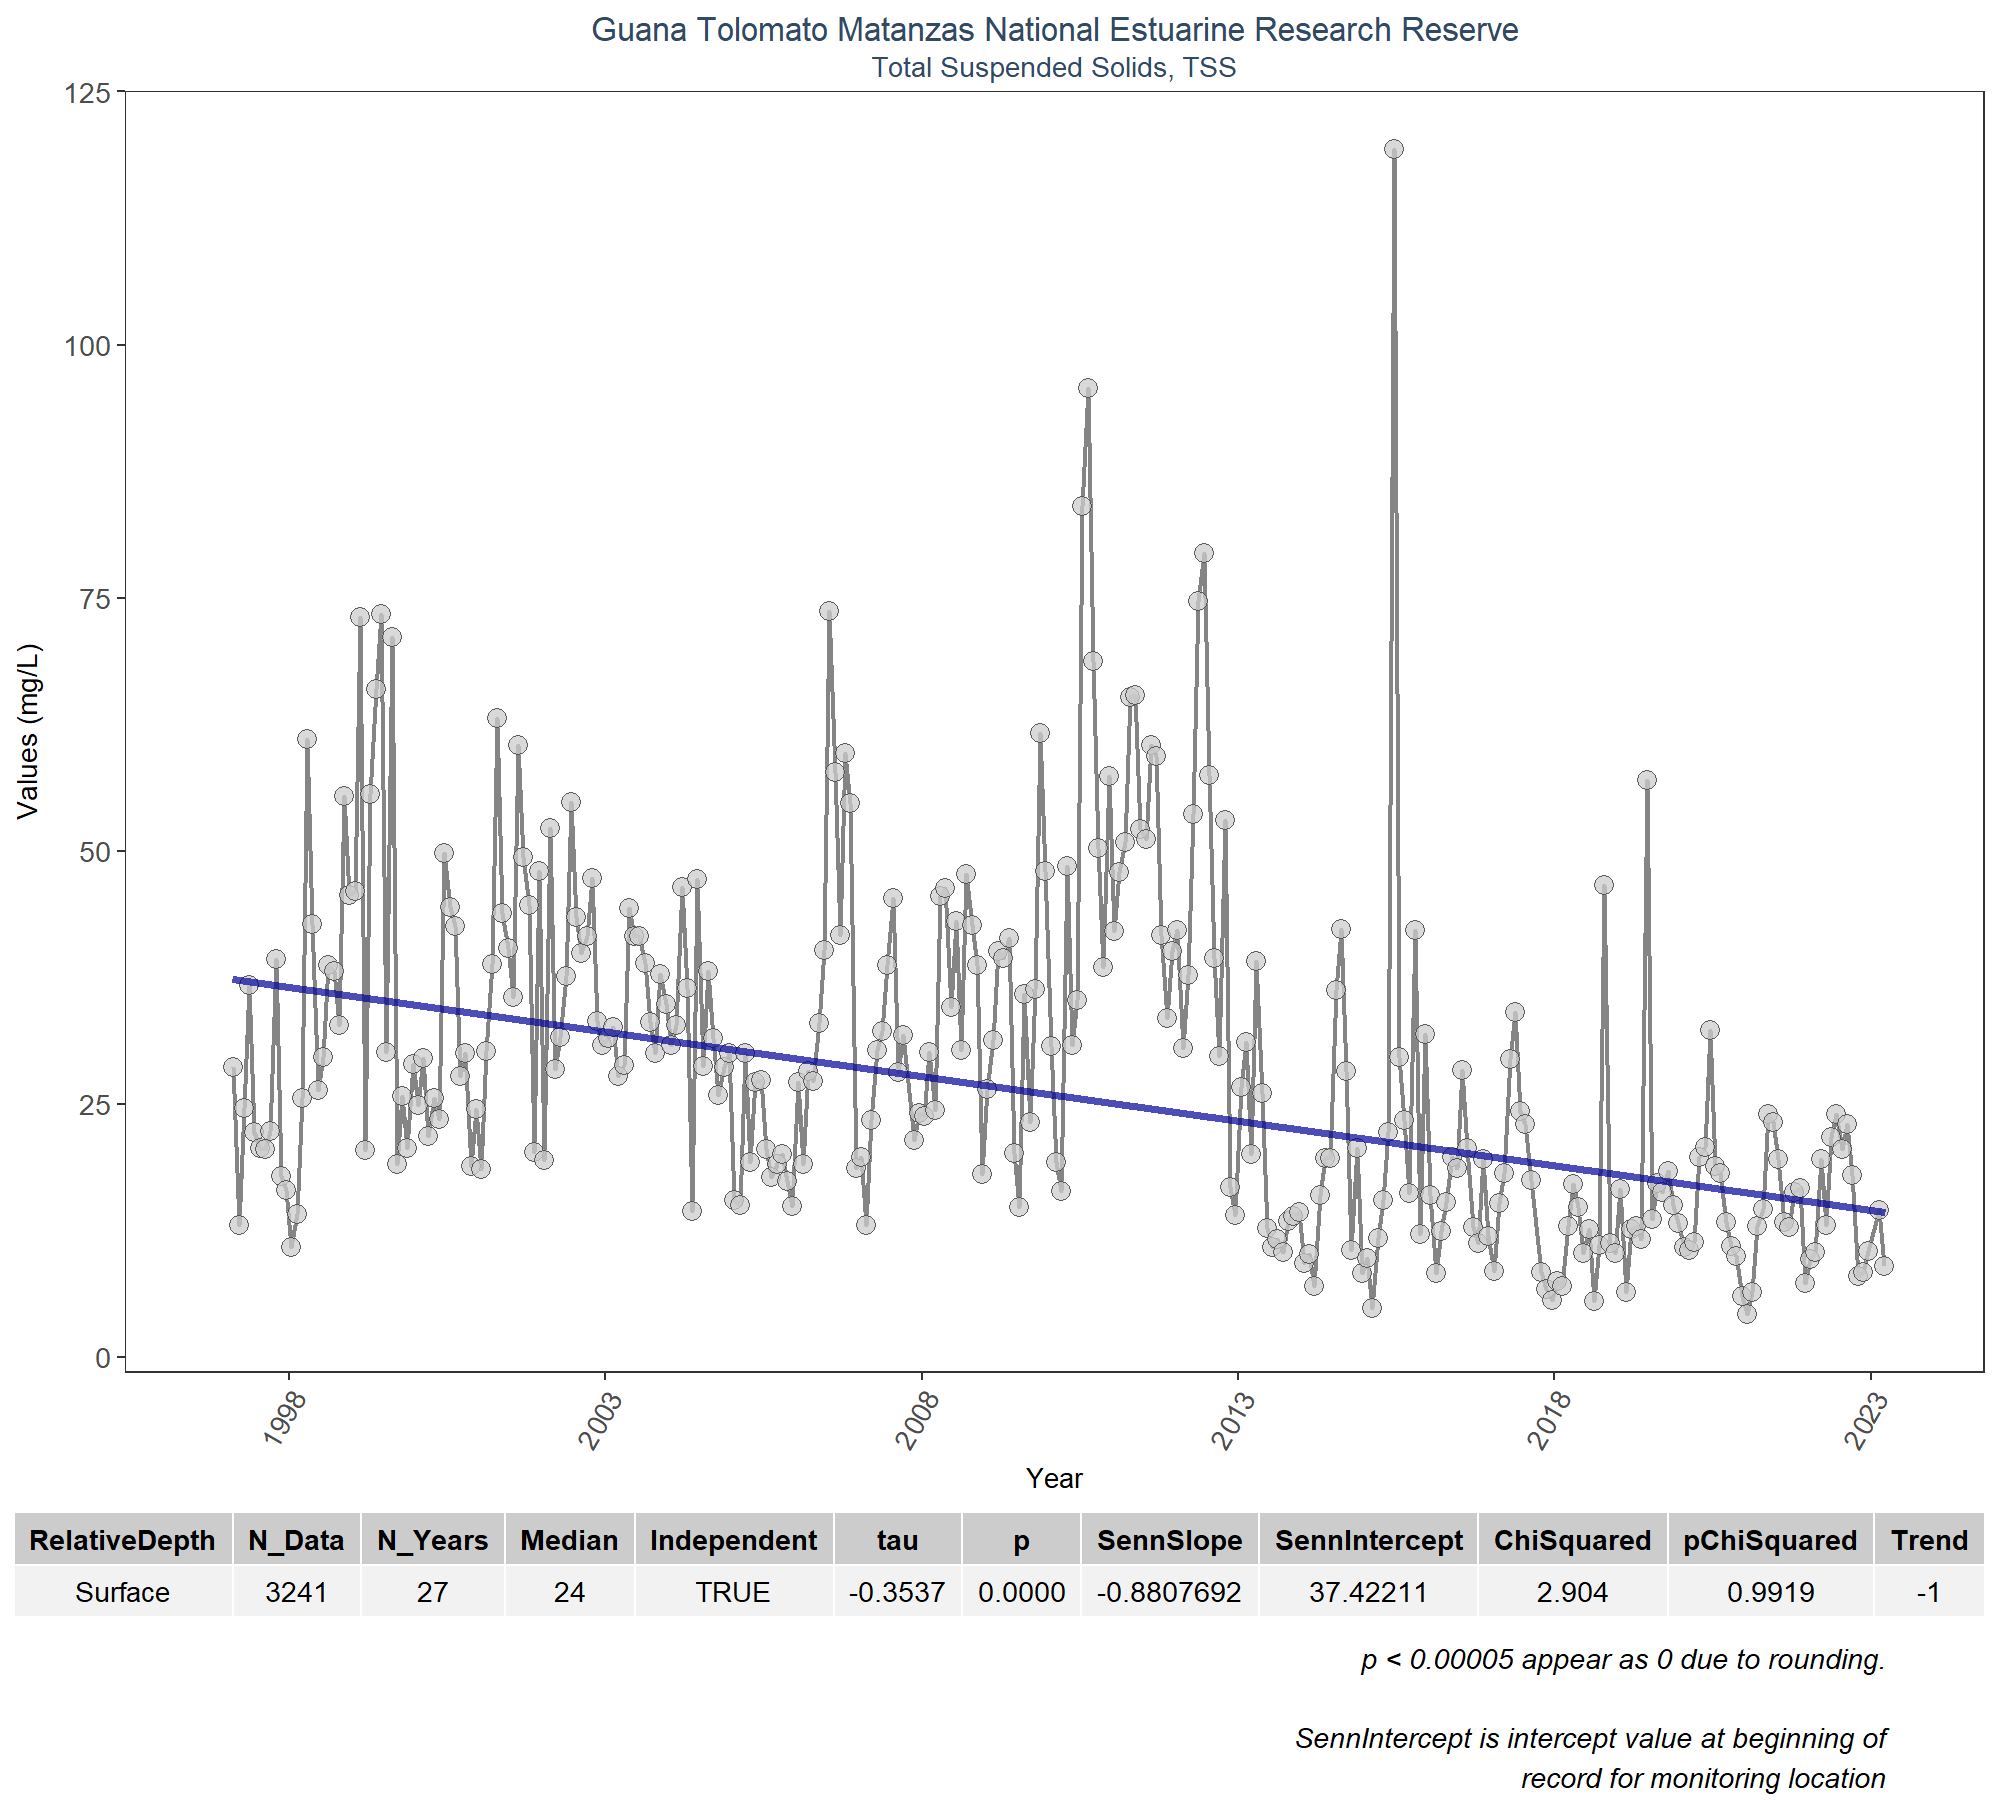 Guana Tolomato Matanzas National Estuarine Research Reserve
Total Suspended Solids, TSS
125
100
75
50
25
0
Values (mg/L)
1998
2003
2008
2013
2018
2023
Year
RelativeDepth N_Data N_Years Median Independent tau p SennSlope SennIntercept ChiSquared pChiSquared Trend
Surface 3241 27 24 TRUE -0.3537 0.0000 -0.8807692 37.42211 2.904 0.9919 -1
p < 0.00005 appear as 0 due to rounding.
SennIntercept is intercept value at beginning of
record for monitoring location